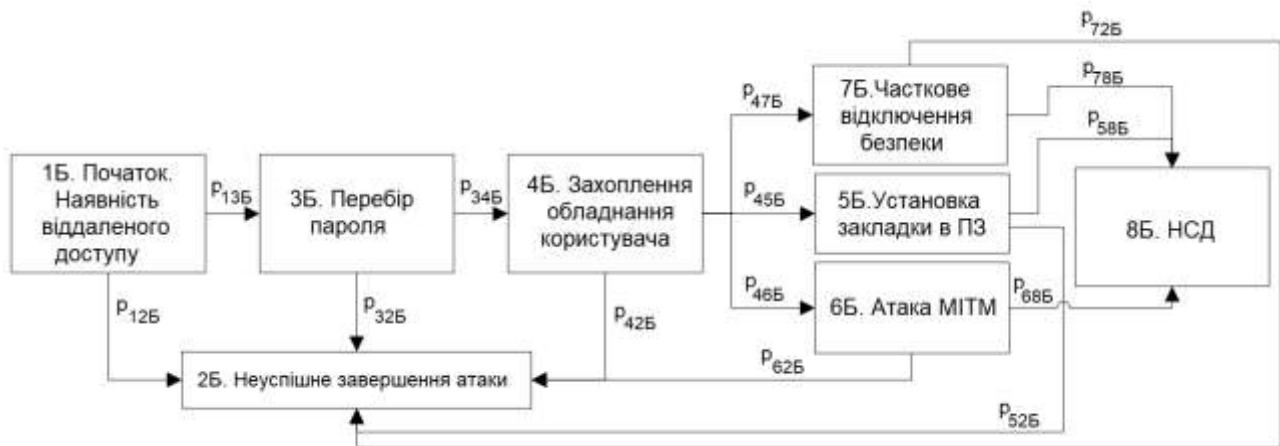 p72Б
p78Б
p47Б
7Б.Часткове
відключення
безпеки
p58Б
1Б. Початок.
Наявність
віддаленого
доступу
p13Б
3Б. Перебір
пароля
p34Б
4Б. Захоплення
обладнання
користувача
p45Б
5Б.Установка
закладки в ПЗ
8Б. НСД
p46Б
6Б. Атака МІТМ
p68Б
p12Б
p32Б
p42Б
p62Б
2Б. Неуспішне завершення атаки
p52Б